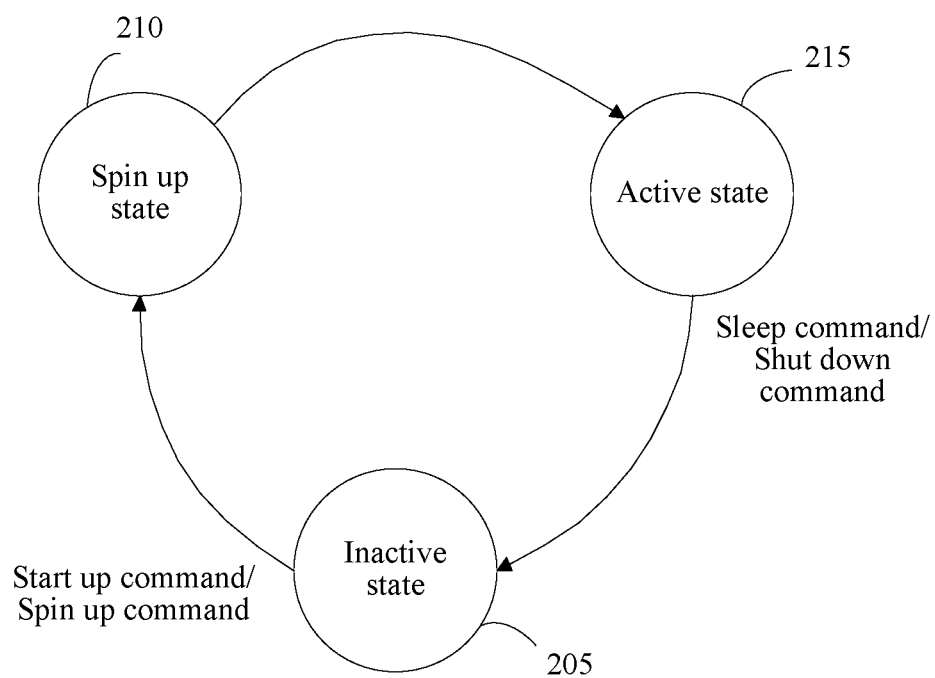 210
215
Spin up
state
Active state
Sleep command/
Shut down
command
Inactive
state
Start up command/
Spin up command
205